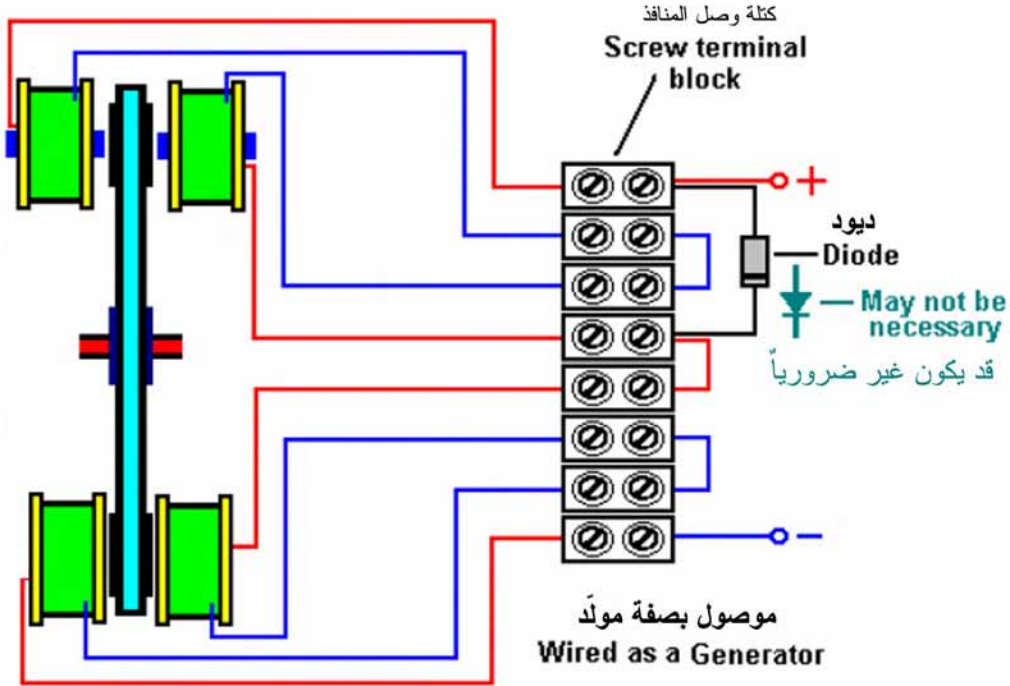 كتلة وصل المنافذ
Screw terminal
block
+
ديود
Diode
May not be
necessary
قد يكون غير ضرورياً
−
موصول بصفة مولّد
Wired as a Generator